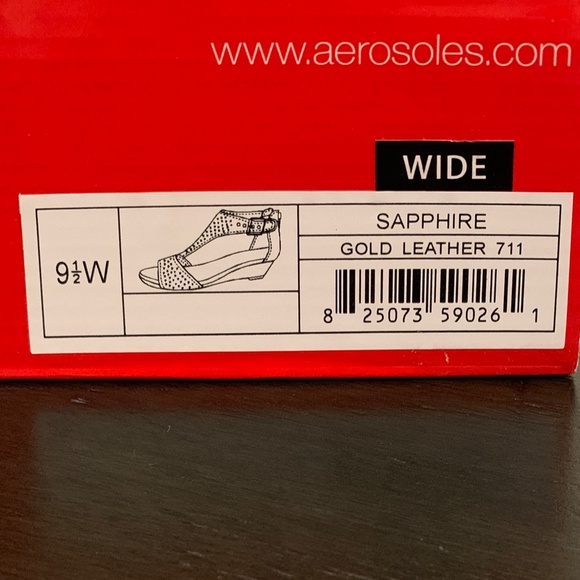 www.aerosoles.com
WIDE
9½W
SAPPHIRE
GOLD LEATHER 711
8 25073 59026 1